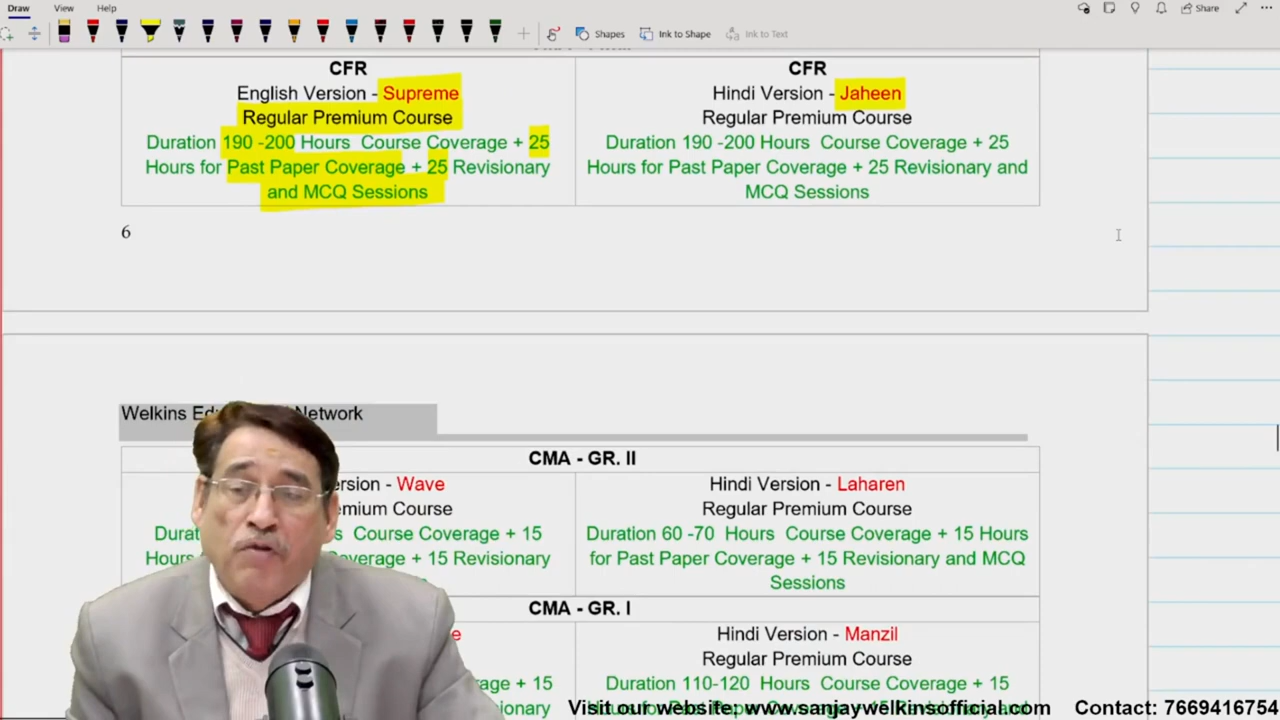 Draw View Help
Share
Shapes Ink to Shape Ink to Text
CFR
English Version - Supreme
Regular Premium Course
Duration 190 -200 Hours Course Coverage + 25
Hours for Past Paper Coverage + 25 Revisionary
and MCQ Sessions
CFR
Hindi Version - Jaheen
Regular Premium Course
Duration 190 -200 Hours Course Coverage + 25
Hours for Past Paper Coverage + 25 Revisionary and
MCQ Sessions
6
Welkins Network
CMA - GR. II
- Wave
Course
Course Coverage + 15
+ 15 Revisionary
Hindi Version - Laharen
Regular Premium Course
Duration 60 -70 Hours Course Coverage + 15 Hours
for Past Paper Coverage + 15 Revisionary and MCQ
Sessions
CMA - GR. I
+ 15
Hindi Version - Manzil
Regular Premium Course
Duration 110-120 Hours Course Coverage + 15
Visit our website: www.sanjaywelkinsofficial.com Contact: 7669416754